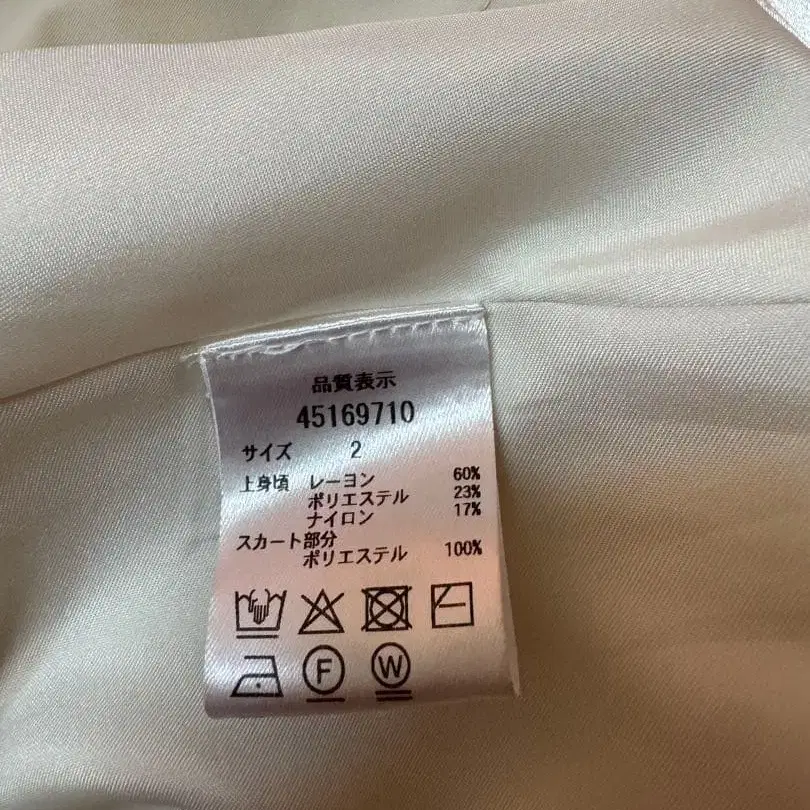 品質表示
45169710
サイズ 2
上身頃 レーヨン 60%
ポリエステル 23%
ナイロン 17%
スカート部分
ポリエステル 100%
F W